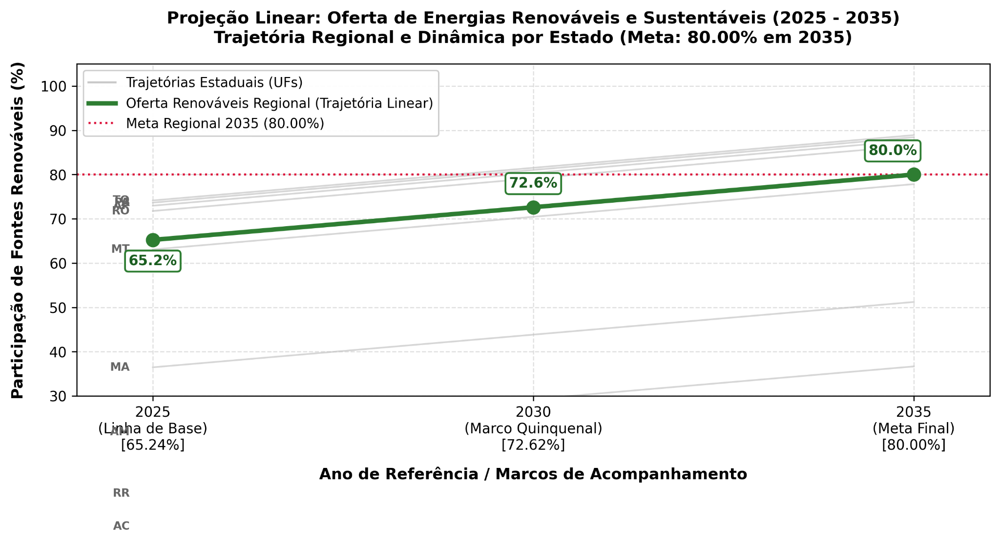 Projeção Linear: Oferta de Energias Renováveis e Sustentáveis (2025 - 2035)
Trajetória Regional e Dinâmica por Estado (Meta: 80.00% em 2035)
Participação de Fontes Renováveis (%)
100
90
80
70
60
50
40
30
Trajetórias Estaduais (UFs)
Oferta Renováveis Regional (Trajetória Linear)
Meta Regional 2035 (80.00%)
80.0%
72.6%
65.2%
TO
RO
MT
MA
AM
RR
AC
2025
(Linha de Base)
[65.24%]
2030
(Marco Quinquenal)
[72.62%]
2035
(Meta Final)
[80.00%]
Ano de Referência / Marcos de Acompanhamento